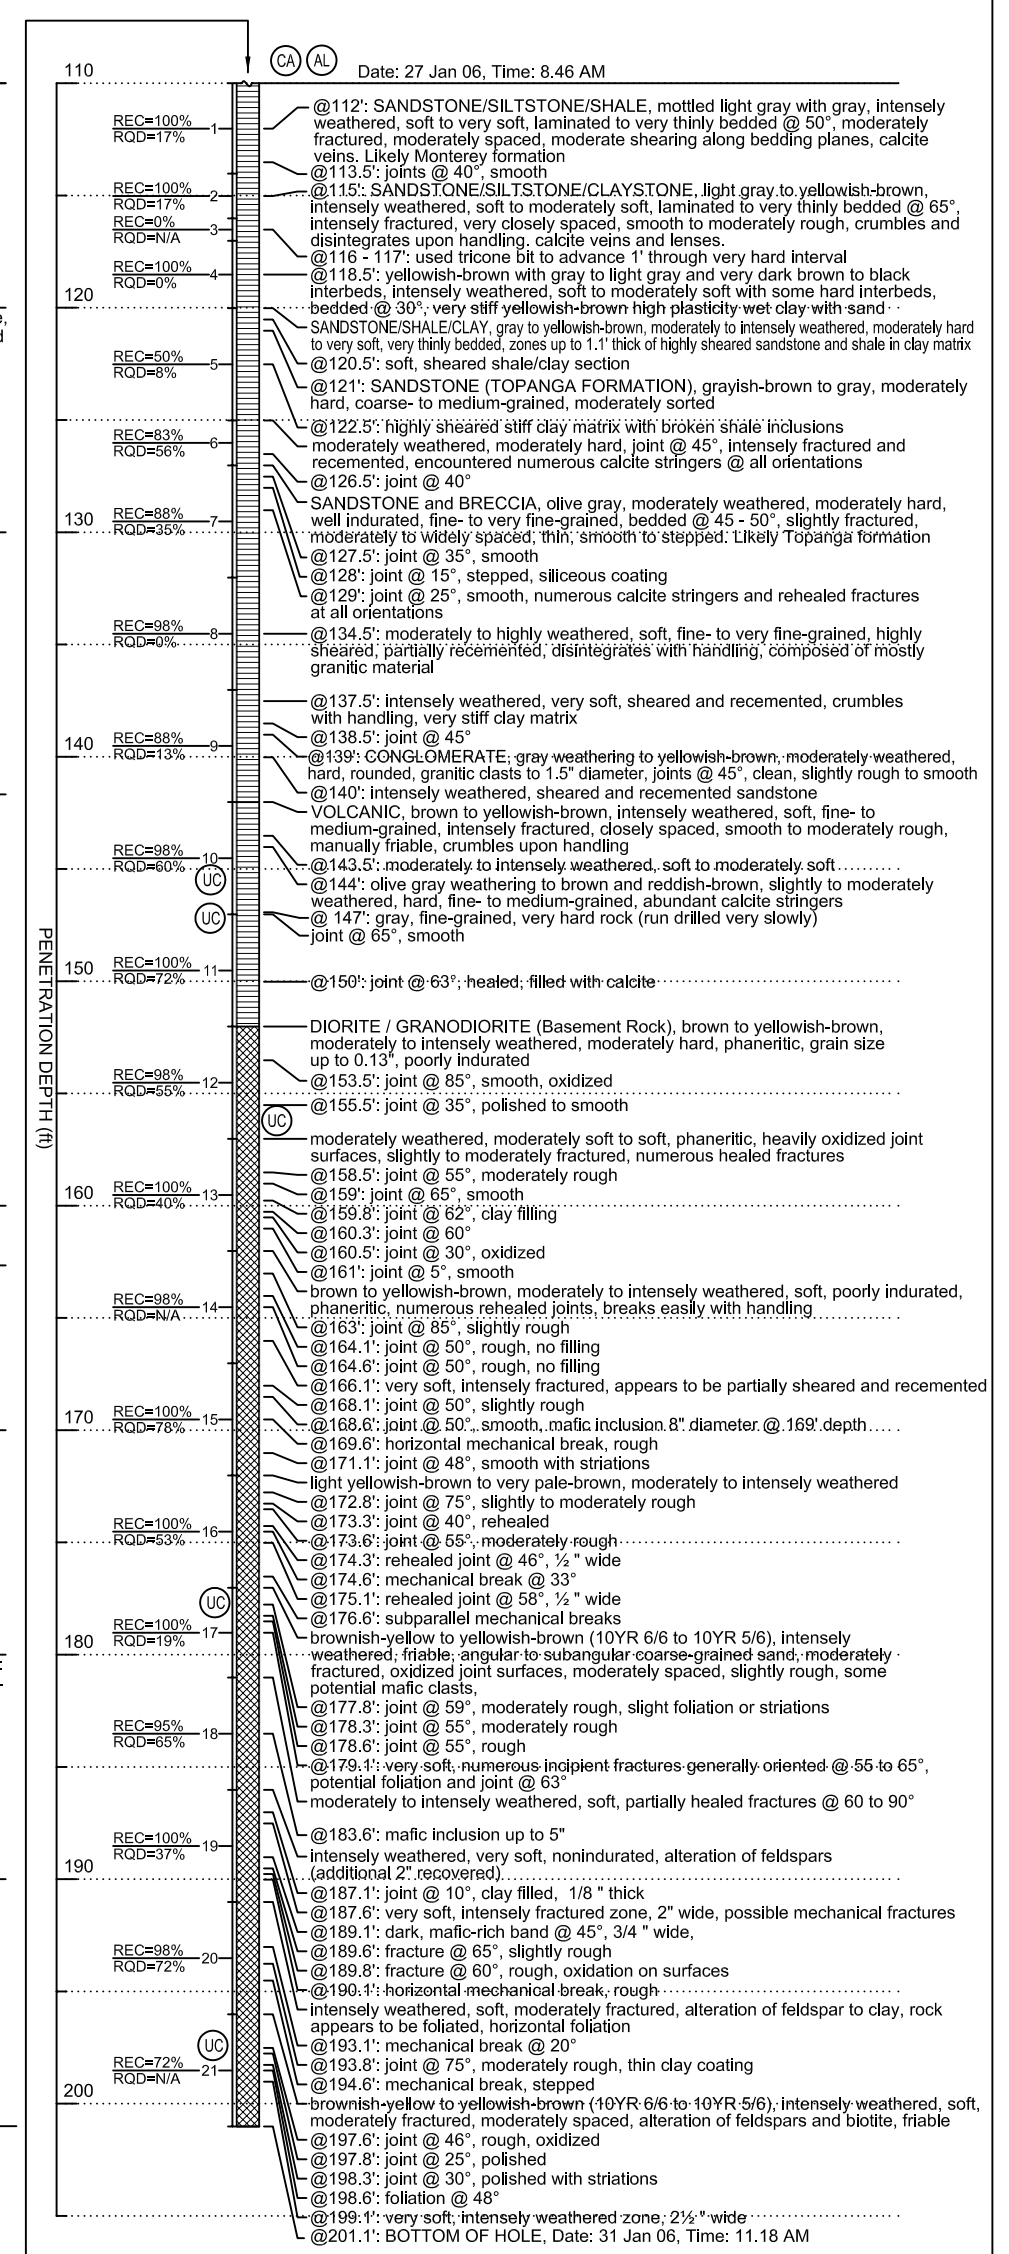 110
CA AL
Date: 27 Jan 06, Time: 8.46 AM
REC=100%
RQD=17%
1
@112': SANDSTONE/SILTSTONE/SHALE, mottled light gray with gray, intensely
weathered, soft to very soft, laminated to very thinly bedded @ 50°, moderately
fractured, moderately spaced, moderate shearing along bedding planes, calcite
veins. Likely Monterey formation
@113.5': joints @ 40°, smooth
REC=100%
RQD=17%
2
@115': SANDSTONE/SILTSTONE/CLAYSTONE, light gray to yellowish-brown,
intensely weathered, soft to moderately soft, laminated to very thinly bedded @ 65°,
intensely fractured, very closely spaced, smooth to moderately rough, crumbles and
disintegrates upon handling. calcite veins and lenses.
REC=0%
RQD=N/A
3
@116 - 117': used tricone bit to advance 1' through very hard interval
REC=100%
RQD=0%
4
@118.5': yellowish-brown with gray to light gray and very dark brown to black
interbeds, intensely weathered, soft to moderately soft with some hard interbeds,
bedded @ 30°, very stiff yellowish-brown high plasticity wet clay with sand
120
SANDSTONE/SHALE/CLAY, gray to yellowish-brown, moderately to intensely weathered, moderately hard
to very soft, very thinly bedded, zones up to 1.1' thick of highly sheared sandstone and shale in clay matrix
REC=50%
RQD=8%
5
@120.5': soft, sheared shale/clay section
@121': SANDSTONE (TOPANGA FORMATION), grayish-brown to gray, moderately
hard, coarse- to medium-grained, moderately sorted
@122.5': highly sheared stiff clay matrix with broken shale inclusions
REC=83%
RQD=56%
6
moderately weathered, moderately hard, joint @ 45°, intensely fractured and
recemented, encountered numerous calcite stringers @ all orientations
@126.5': joint @ 40°
SANDSTONE and BRECCIA, olive gray, moderately weathered, moderately hard,
well indurated, fine- to very fine-grained, bedded @ 45 - 50°, slightly fractured,
moderately to widely spaced, thin, smooth to stepped. Likely Topanga formation
130
REC=88%
RQD=35%
7
@127.5': joint @ 35°, smooth
@128': joint @ 15°, stepped, siliceous coating
@129': joint @ 25°, smooth, numerous calcite stringers and rehealed fractures
at all orientations
REC=98%
RQD=0%
8
@134.5': moderately to highly weathered, soft, fine- to very fine-grained, highly
sheared, partially recemented, disintegrates with handling, composed of mostly
granitic material
@137.5': intensely weathered, very soft, sheared and recemented, crumbles
with handling, very stiff clay matrix
@138.5': joint @ 45°
140
REC=88%
RQD=13%
9
@139': CONGLOMERATE, gray weathering to yellowish-brown, moderately weathered,
hard, rounded, granitic clasts to 1.5" diameter, joints @ 45°, clean, slightly rough to smooth
@140': intensely weathered, sheared and recemented sandstone
VOLCANIC, brown to yellowish-brown, intensely weathered, soft, fine- to
medium-grained, intensely fractured, closely spaced, smooth to moderately rough,
manually friable, crumbles upon handling
REC=98%
RQD=60%
10
UC
@143.5': moderately to intensely weathered, soft to moderately soft
@144': olive gray weathering to brown and reddish-brown, slightly to moderately
weathered, hard, fine- to medium-grained, abundant calcite stringers
UC
@ 147': gray, fine-grained, very hard rock (run drilled very slowly)
joint @ 65°, smooth
PENETRATION DEPTH (ft)
150
REC=100%
RQD=72%
11
@150': joint @ 63°, healed, filled with calcite
DIORITE / GRANODIORITE (Basement Rock), brown to yellowish-brown,
moderately to intensely weathered, moderately hard, phaneritic, grain size
up to 0.13", poorly indurated
REC=98%
RQD=55%
12
@153.5': joint @ 85°, smooth, oxidized
@155.5': joint @ 35°, polished to smooth
UC
moderately weathered, moderately soft to soft, phaneritic, heavily oxidized joint
surfaces, slightly to moderately fractured, numerous healed fractures
@158.5': joint @ 55°, moderately rough
160
REC=100%
RQD=40%
13
@159': joint @ 65°, smooth
@159.8': joint @ 62°, clay filling
@160.3': joint @ 60°
@160.5': joint @ 30°, oxidized
@161': joint @ 5°, smooth
brown to yellowish-brown, moderately to intensely weathered, soft, poorly indurated,
phaneritic, numerous rehealed joints, breaks easily with handling
REC=98%
RQD=N/A
14
@163': joint @ 85°, slightly rough
@164.1': joint @ 50°, rough, no filling
@164.6': joint @ 50°, rough, no filling
@166.1': very soft, intensely fractured, appears to be partially sheared and recemented
@168.1': joint @ 50°, slightly rough
170
REC=100%
RQD=78%
15
@168.6': joint @ 50°, smooth, mafic inclusion 8" diameter @ 169' depth
@169.6': horizontal mechanical break, rough
@171.1': joint @ 48°, smooth with striations
light yellowish-brown to very pale-brown, moderately to intensely weathered
@172.8': joint @ 75°, slightly to moderately rough
@173.3': joint @ 40°, rehealed
REC=100%
RQD=53%
16
@173.6': joint @ 55°, moderately rough
@174.3': rehealed joint @ 46°, ½ " wide
@174.6': mechanical break @ 33°
@175.1': rehealed joint @ 58°, ½ " wide
UC
@176.6': subparallel mechanical breaks
180
REC=100%
RQD=19%
17
brownish-yellow to yellowish-brown (10YR 6/6 to 10YR 5/6), intensely
weathered, friable, angular to subangular coarse-grained sand, moderately
fractured, oxidized joint surfaces, moderately spaced, slightly rough, some
potential mafic clasts,
@177.8': joint @ 59°, moderately rough, slight foliation or striations
@178.3': joint @ 55°, moderately rough
REC=95%
RQD=65%
18
@178.6': joint @ 55°, rough
@179.1': very soft, numerous incipient fractures generally oriented @ 55 to 65°,
potential foliation and joint @ 63°
moderately to intensely weathered, soft, partially healed fractures @ 60 to 90°
@183.6': mafic inclusion up to 5"
190
REC=100%
RQD=37%
19
intensely weathered, very soft, nonindurated, alteration of feldspars
(additional 2" recovered)
@187.1': joint @ 10°, clay filled, 1/8 " thick
@187.6': very soft, intensely fractured zone, 2" wide, possible mechanical fractures
@189.1': dark, mafic-rich band @ 45°, 3/4 " wide,
@189.6': fracture @ 65°, slightly rough
REC=98%
RQD=72%
20
@189.8': fracture @ 60°, rough, oxidation on surfaces
@190.1': horizontal mechanical break, rough
intensely weathered, soft, moderately fractured, alteration of feldspar to clay, rock
appears to be foliated, horizontal foliation
UC
@193.1': mechanical break @ 20°
REC=72%
RQD=N/A
21
@193.8': joint @ 75°, moderately rough, thin clay coating
@194.6': mechanical break, stepped
200
brownish-yellow to yellowish-brown (10YR 6/6 to 10YR 5/6), intensely weathered, soft,
moderately fractured, moderately spaced, alteration of feldspars and biotite, friable
@197.6': joint @ 46°, rough, oxidized
@197.8': joint @ 25°, polished
@198.3': joint @ 30°, polished with striations
@198.6': foliation @ 48°
@199.1': very soft, intensely weathered zone, 2½ " wide
@201.1': BOTTOM OF HOLE, Date: 31 Jan 06, Time: 11.18 AM